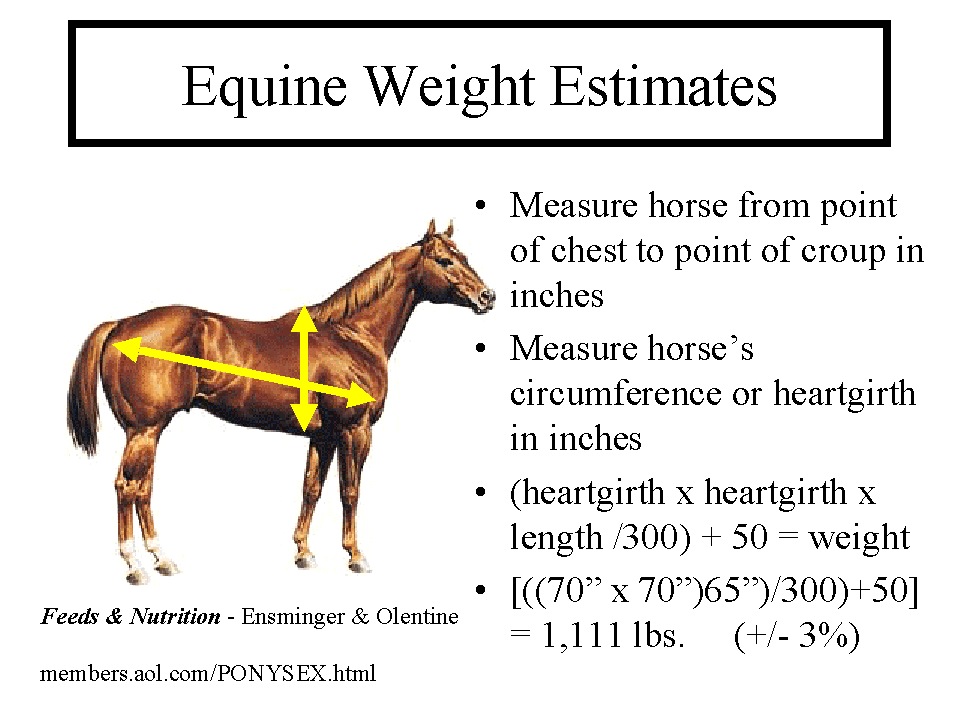 Equine Weight Estimates
• Measure horse from point
of chest to point of croup in
inches
• Measure horse’s
circumference or heartgirth
in inches
• (heartgirth x heartgirth x
length /300) + 50 = weight
• [((70” x 70”)65”)/300)+50]
= 1,111 lbs. (+/- 3%)
Feeds & Nutrition - Ensminger & Olentine
members.aol.com/PONYSEX.html